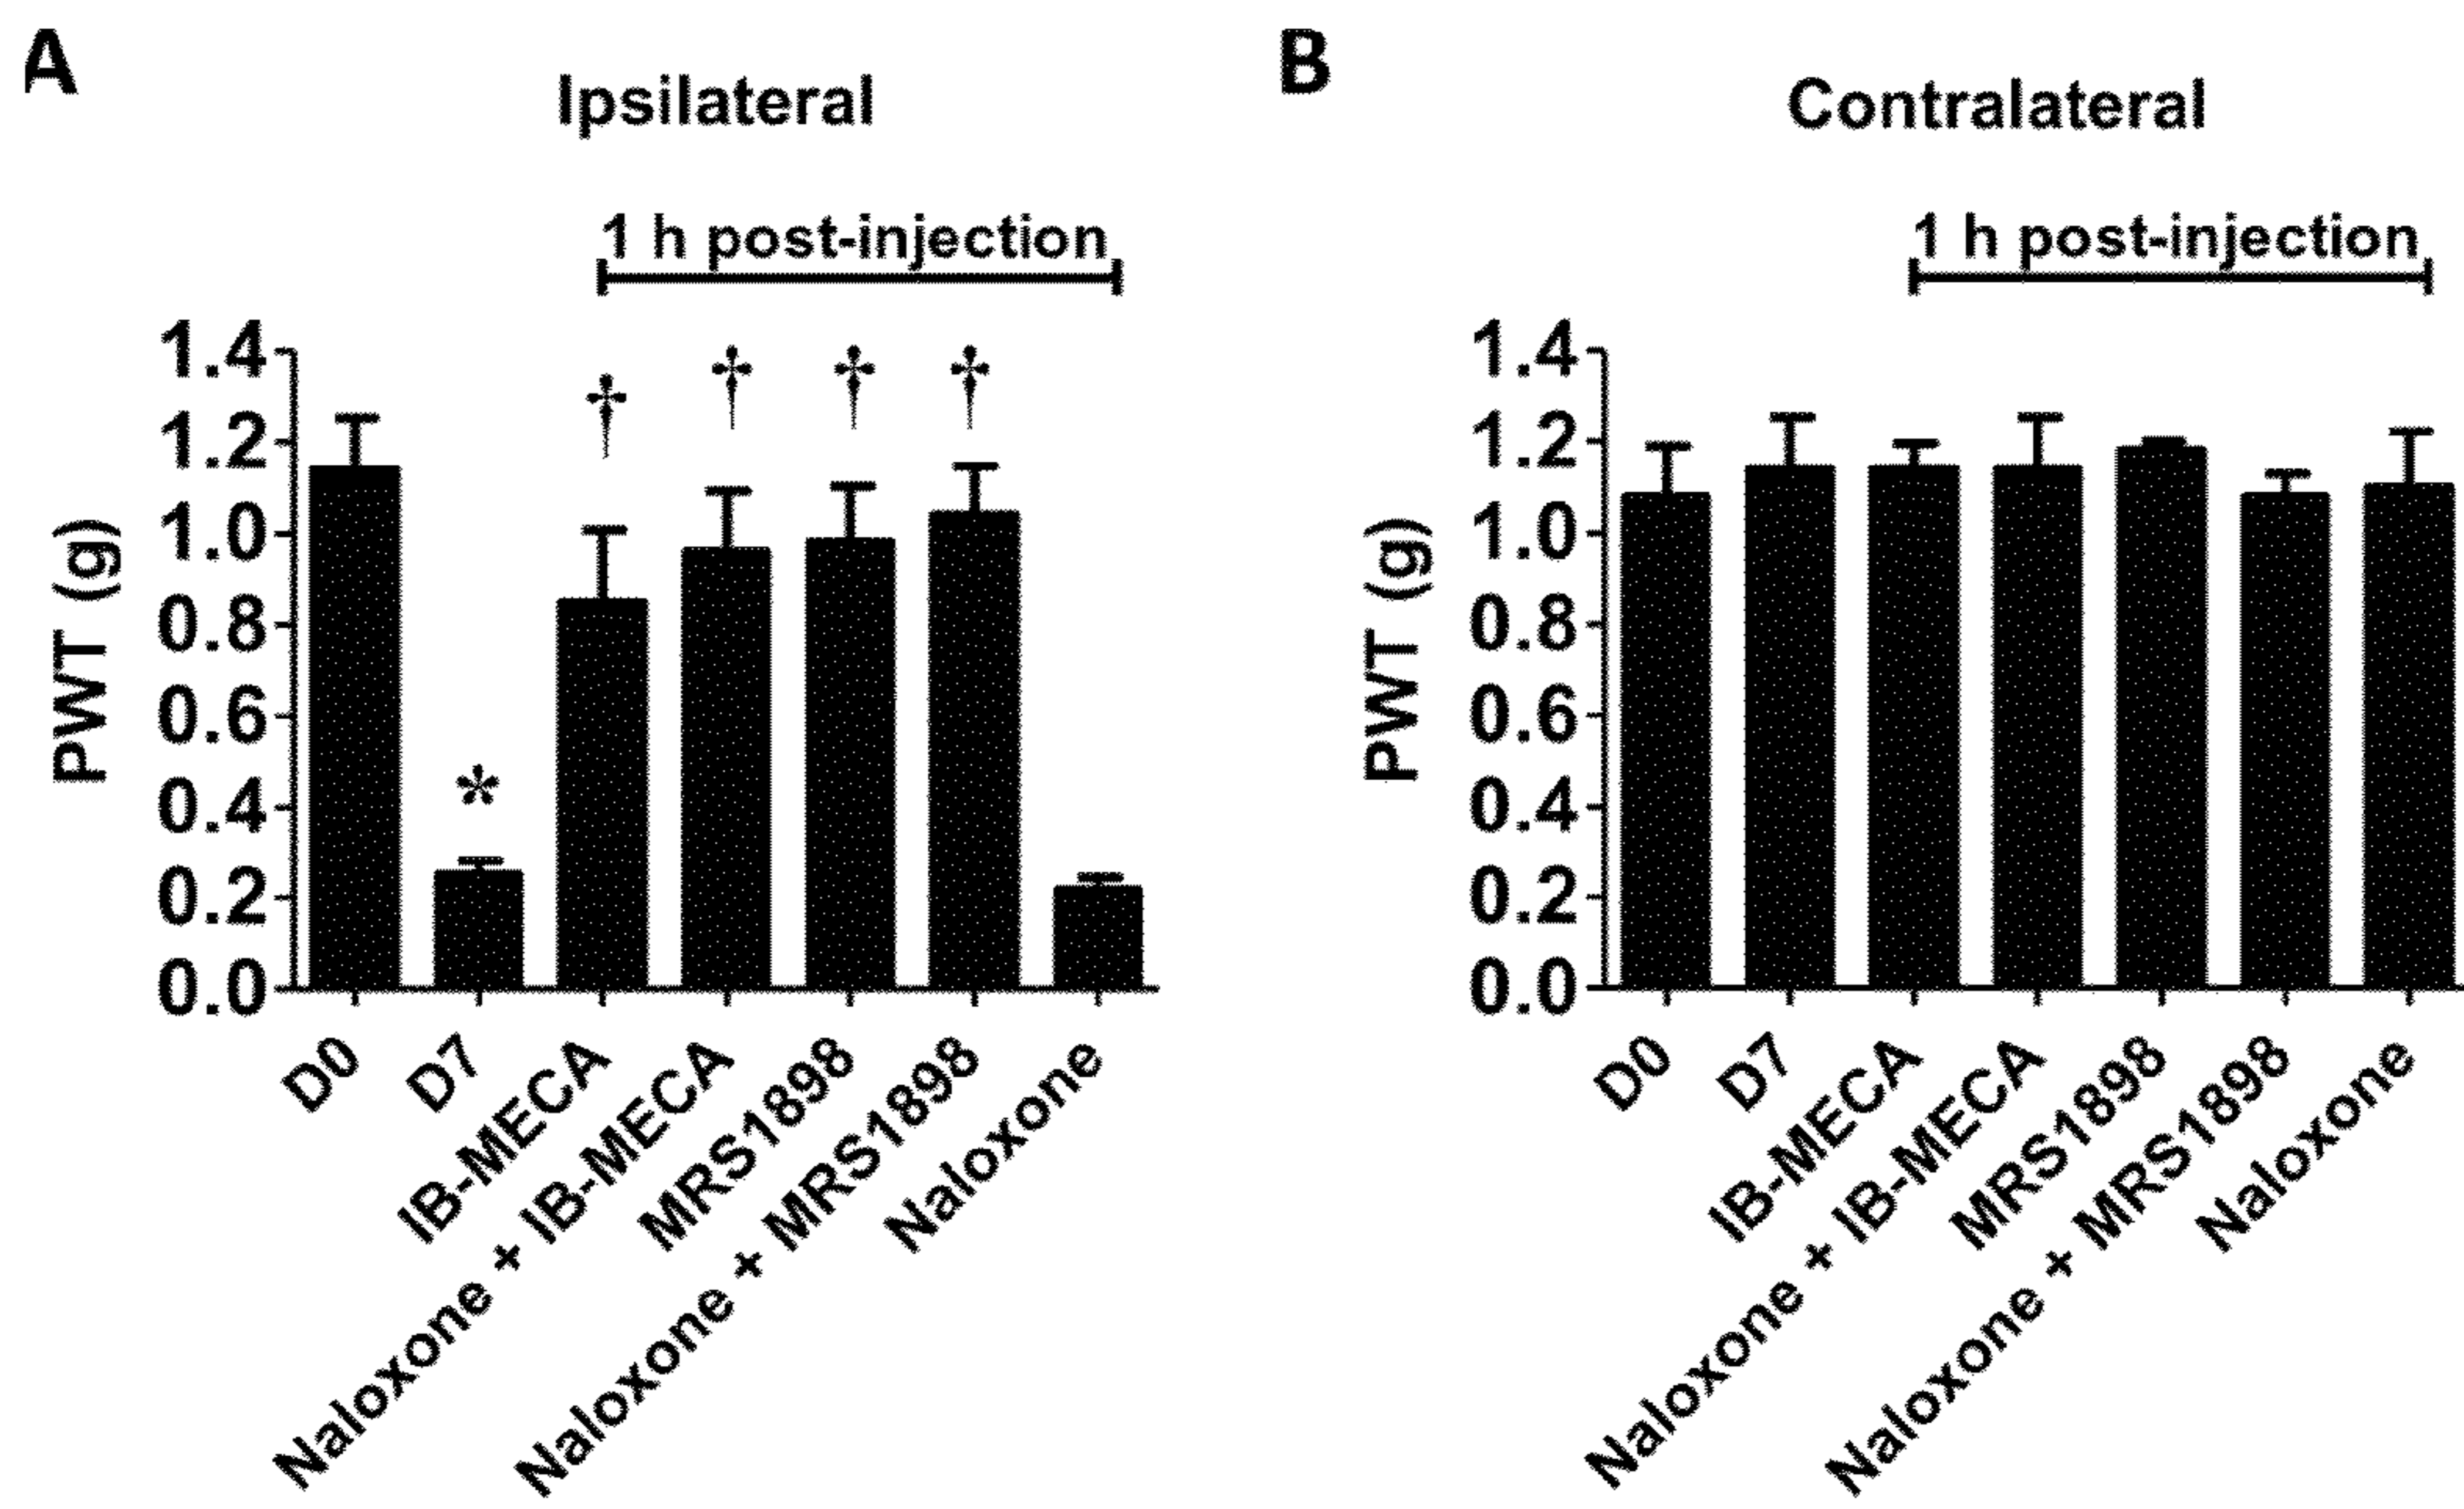 A
Ipsilateral
1 h post-injection
† † † †
*
PWT (g)
1.4
1.2
1.0
0.8
0.6
0.4
0.2
0.0
D0
D7
IB-MECA
Naloxone + IB-MECA
MRS1898
Naloxone + MRS1898
Naloxone
B
Contralateral
1 h post-injection
PWT (g)
1.4
1.2
1.0
0.8
0.6
0.4
0.2
0.0
D0
D7
IB-MECA
Naloxone + IB-MECA
MRS1898
Naloxone + MRS1898
Naloxone